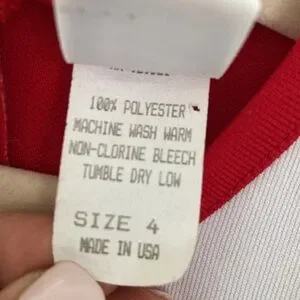 100% POLYESTER
MACHINE WASH WARM
NON-CLORINE BLEECH
TUMBLE DRY LOW
SIZE 4
MADE IN USA